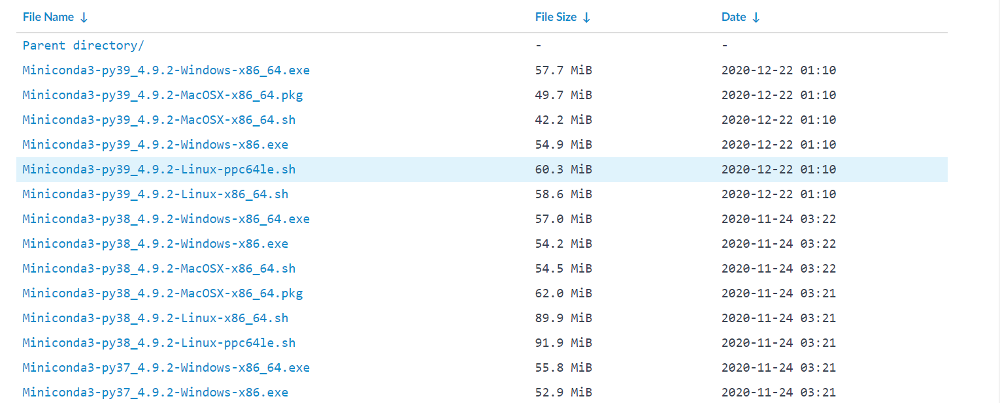 File Name ↓ File Size ↓ Date ↓
Parent directory/ - -
Miniconda3-py39_4.9.2-Windows-x86_64.exe 57.7 MiB 2020-12-22 01:10
Miniconda3-py39_4.9.2-MacOSX-x86_64.pkg 49.7 MiB 2020-12-22 01:10
Miniconda3-py39_4.9.2-MacOSX-x86_64.sh 42.2 MiB 2020-12-22 01:10
Miniconda3-py39_4.9.2-Windows-x86.exe 54.9 MiB 2020-12-22 01:10
Miniconda3-py39_4.9.2-Linux-ppc64le.sh 60.3 MiB 2020-12-22 01:10
Miniconda3-py39_4.9.2-Linux-x86_64.sh 58.6 MiB 2020-12-22 01:10
Miniconda3-py38_4.9.2-Windows-x86_64.exe 57.0 MiB 2020-11-24 03:22
Miniconda3-py38_4.9.2-Windows-x86.exe 54.2 MiB 2020-11-24 03:22
Miniconda3-py38_4.9.2-MacOSX-x86_64.sh 54.5 MiB 2020-11-24 03:22
Miniconda3-py38_4.9.2-MacOSX-x86_64.pkg 62.0 MiB 2020-11-24 03:21
Miniconda3-py38_4.9.2-Linux-x86_64.sh 89.9 MiB 2020-11-24 03:21
Miniconda3-py38_4.9.2-Linux-ppc64le.sh 91.9 MiB 2020-11-24 03:21
Miniconda3-py37_4.9.2-Windows-x86_64.exe 55.8 MiB 2020-11-24 03:21
Miniconda3-py37_4.9.2-Windows-x86.exe 52.9 MiB 2020-11-24 03:21